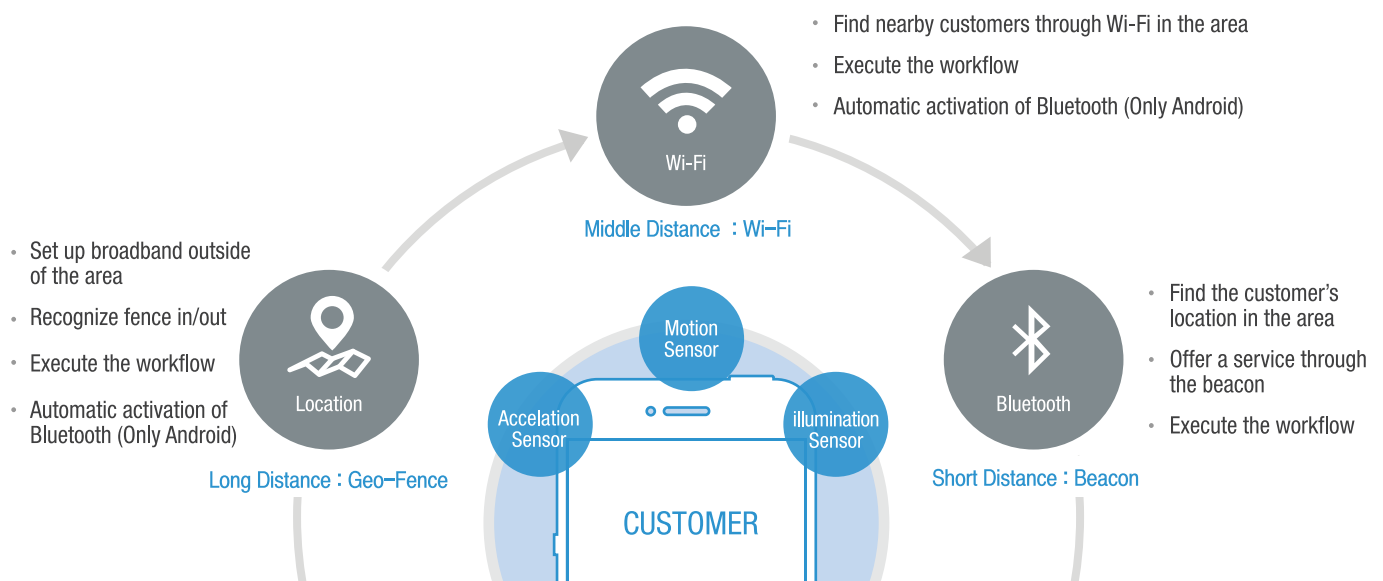 • Find nearby customers through Wi-Fi in the area
• Execute the workflow
• Automatic activation of Bluetooth (Only Android)
Wi-Fi
Middle Distance : Wi-Fi
• Set up broadband outside
of the area
• Recognize fence in/out
• Execute the workflow
• Automatic activation of
Bluetooth (Only Android)
Location
Long Distance : Geo-Fence
Motion
Sensor
Accelation
Sensor
illumination
Sensor
CUSTOMER
Bluetooth
Short Distance : Beacon
• Find the customer's
location in the area
• Offer a service through
the beacon
• Execute the workflow